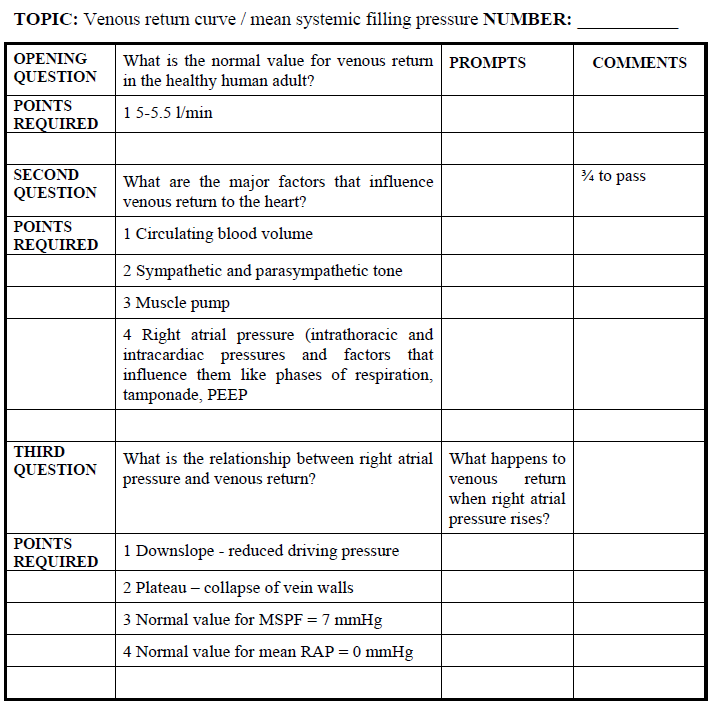 TOPIC: Venous return curve / mean systemic filling pressure NUMBER: ____________
OPENING QUESTION
What is the normal value for venous return
in the healthy human adult?
PROMPTS
COMMENTS
POINTS REQUIRED
1 5-5.5 l/min
SECOND QUESTION
What are the major factors that influence
venous return to the heart?
¾ to pass
POINTS REQUIRED
1 Circulating blood volume
2 Sympathetic and parasympathetic tone
3 Muscle pump
4 Right atrial pressure (intrathoracic and
intracardiac pressures and factors that
influence them like phases of respiration,
tamponade, PEEP
THIRD QUESTION
What is the relationship between right atrial
pressure and venous return?
What happens to
venous return
when right atrial
pressure rises?
POINTS REQUIRED
1 Downslope - reduced driving pressure
2 Plateau – collapse of vein walls
3 Normal value for MSPF = 7 mmHg
4 Normal value for mean RAP = 0 mmHg